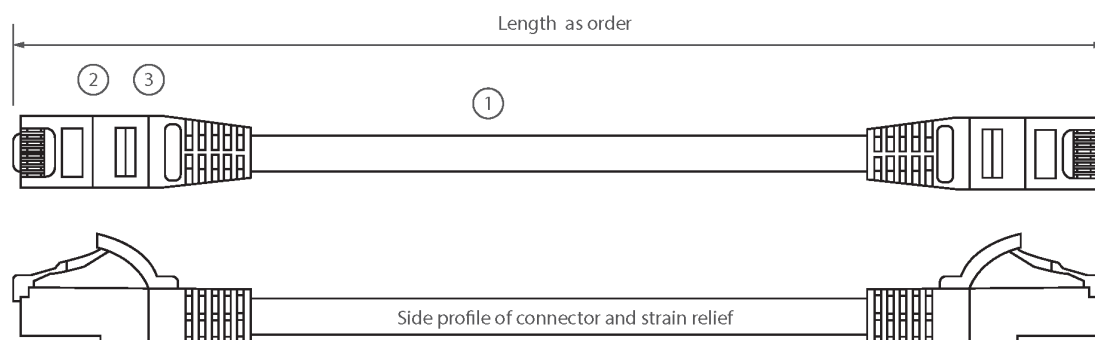 Length as order
2
3
1
Side profile of connector and strain relief